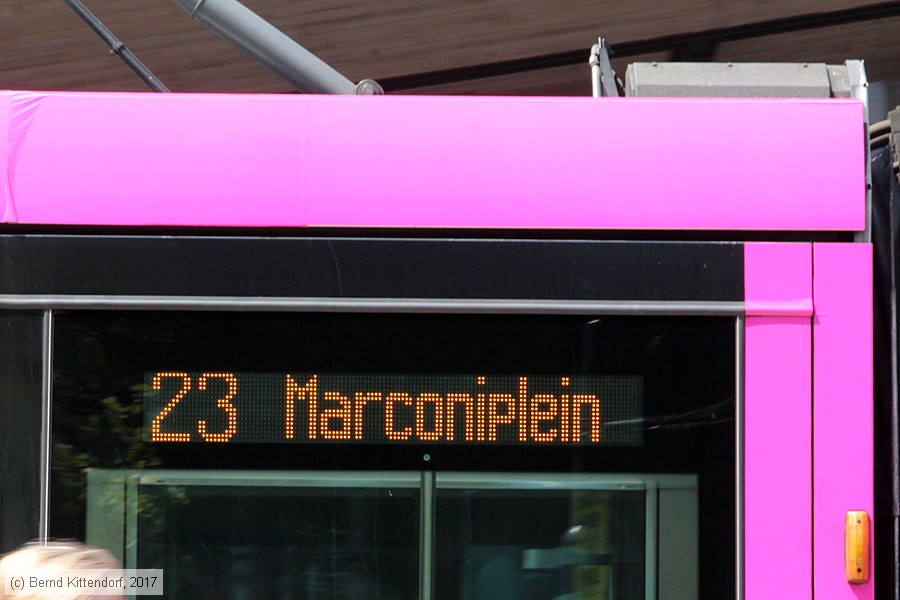 23 Marconiplein
(c) Bernd Kittendorf, 2017